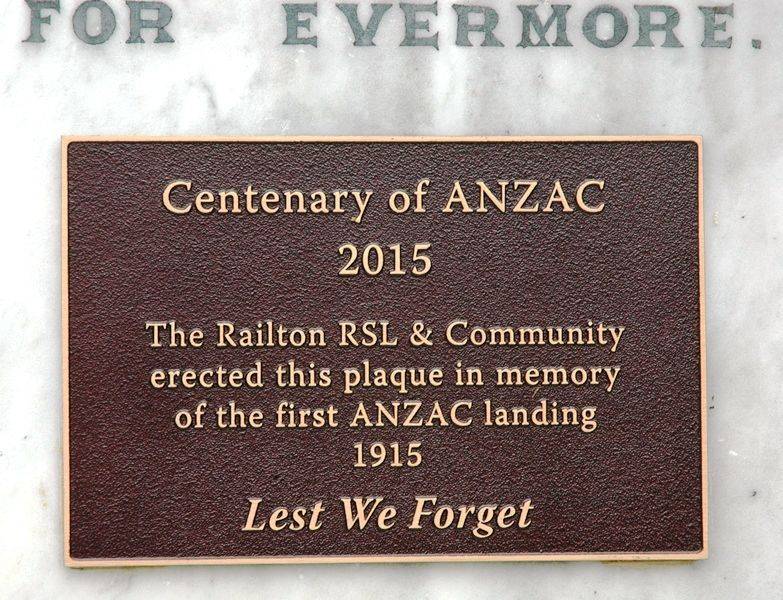 FOR EVERMORE.
Centenary of ANZAC
2015
The Railton RSL & Community
erected this plaque in memory
of the first ANZAC landing
1915
Lest We Forget